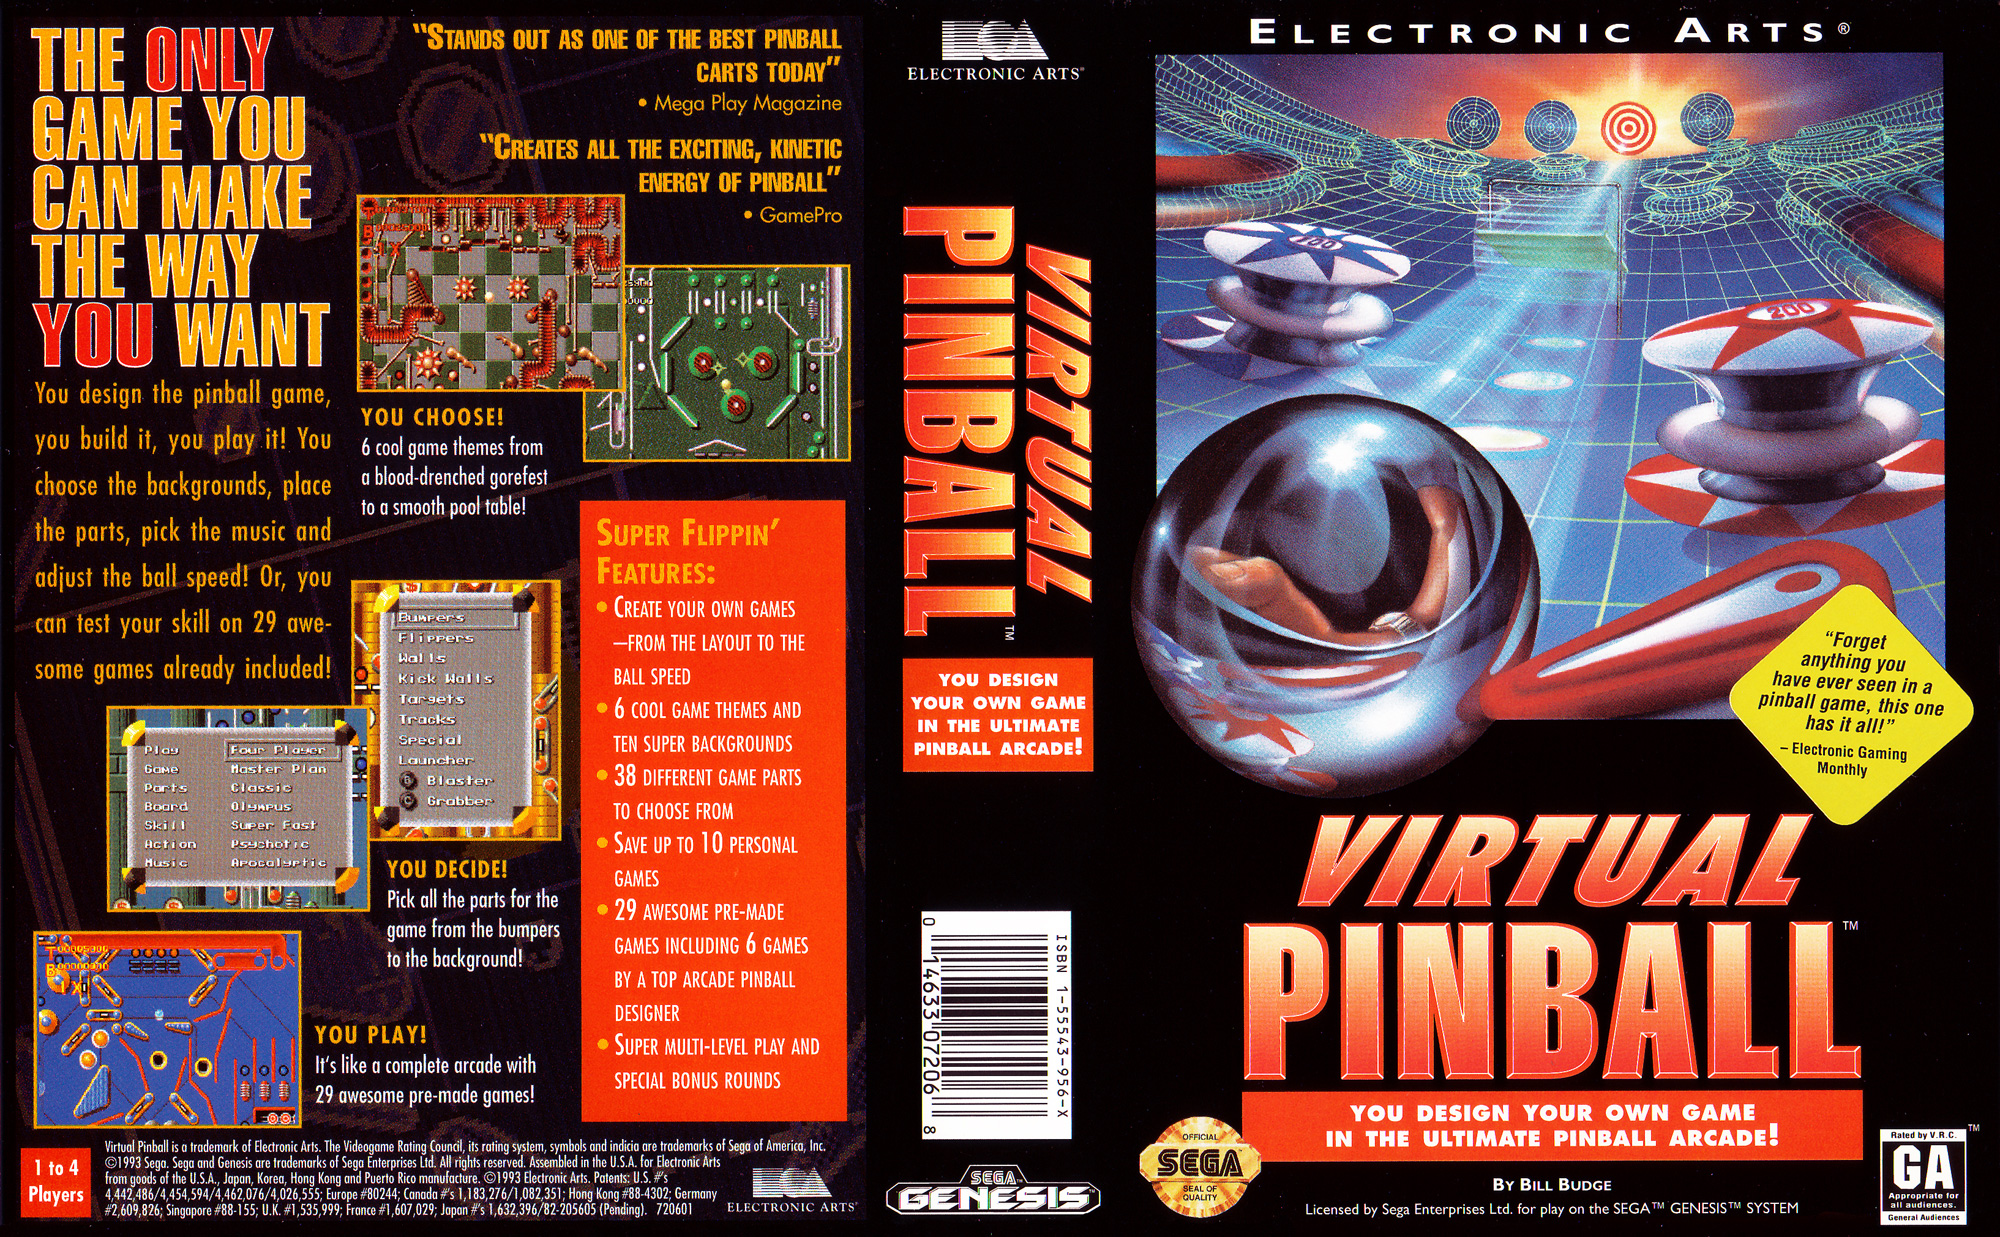 THE ONLY
GAME YOU
CAN MAKE
THE WAY
YOU WANT
You design the pinball game,
you build it, you play it! You
choose the backgrounds, place
the parts, pick the music and
adjust the ball speed! Or, you
can test your skill on 29 awe-
some games already included!
"STANDS OUT AS ONE OF THE BEST PINBALL
CARTS TODAY"
• Mega Play Magazine
"CREATES ALL THE EXCITING, KINETIC
ENERGY OF PINBALL"
• GamePro
YOU CHOOSE!
6 cool game themes from
a blood-drenched gorefest
to a smooth pool table!
Bumpers
Flippers
Walls
Kick Walls
Targets
Tracks
Special
Launcher
B Blaster
C Grabber
Play Four Player
Game Master Plan
Parts Classic
Board Olympus
Skill Super Fast
Action Psychotic
Music Apocalyptic
YOU DECIDE!
Pick all the parts for the
game from the bumpers
to the background!
YOU PLAY!
It's like a complete arcade with
29 awesome pre-made games!
SUPER FLIPPIN'
FEATURES:
• CREATE YOUR OWN GAMES
—FROM THE LAYOUT TO THE
BALL SPEED
• 6 COOL GAME THEMES AND
TEN SUPER BACKGROUNDS
• 38 DIFFERENT GAME PARTS
TO CHOOSE FROM
• SAVE UP TO 10 PERSONAL
GAMES
• 29 AWESOME PRE-MADE
GAMES INCLUDING 6 GAMES
BY A TOP ARCADE PINBALL
DESIGNER
• SUPER MULTI-LEVEL PLAY AND
SPECIAL BONUS ROUNDS
1 to 4
Players
Virtual Pinball is a trademark of Electronic Arts. The Videogame Rating Council, its rating system, symbols and indicia are trademarks of Sega of America, Inc.
©1993 Sega. Sega and Genesis are trademarks of Sega Enterprises Ltd. All rights reserved. Assembled in the U.S.A. for Electronic Arts
from goods of the U.S.A., Japan, Korea, Hong Kong and Puerto Rico manufacture. ©1993 Electronic Arts. Patents: U.S. #'s
4,442,486/4,454,594/4,462,076/4,026,555; Europe #80244; Canada #'s 1,183,276/1,082,351; Hong Kong #88-4302; Germany
#2,609,826; Singapore #88-155; U.K. #1,535,999; France #1,607,029; Japan #'s 1,632,396/82-205605 (Pending). 720601
ELECTRONIC ARTS®
ELECTRONIC ARTS®
VIRTUAL
PINBALL™
YOU DESIGN
YOUR OWN GAME
IN THE ULTIMATE
PINBALL ARCADE!
ISBN 1-55543-956-X
0 14633 07206 8
SEGA
GENESIS
ELECTRONIC ARTS®
100
200
"Forget
anything you
have ever seen in a
pinball game, this one
has it all!"
– Electronic Gaming
Monthly
VIRTUAL
PINBALL™
YOU DESIGN YOUR OWN GAME
IN THE ULTIMATE PINBALL ARCADE!
OFFICIAL
SEGA
SEAL OF
QUALITY
BY BILL BUDGE
Licensed by Sega Enterprises Ltd. for play on the SEGA™ GENESIS™ SYSTEM
Rated by V.R.C. ™
GA
Appropriate for
all audiences.
General Audiences